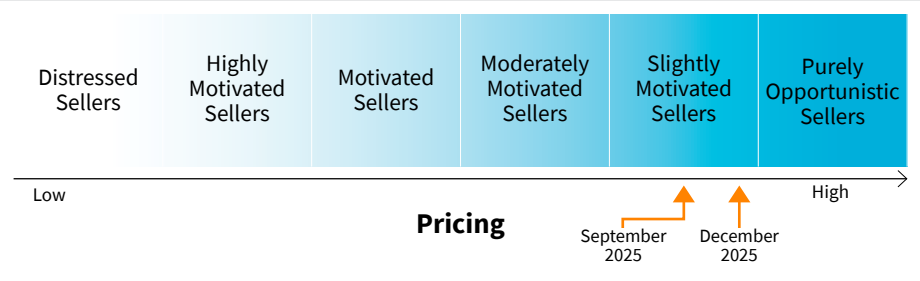 Distressed
Sellers
Highly
Motivated
Sellers
Motivated
Sellers
Moderately
Motivated
Sellers
Slightly
Motivated
Sellers
Purely
Opportunistic
Sellers
Low
High
Pricing
September
2025
December
2025